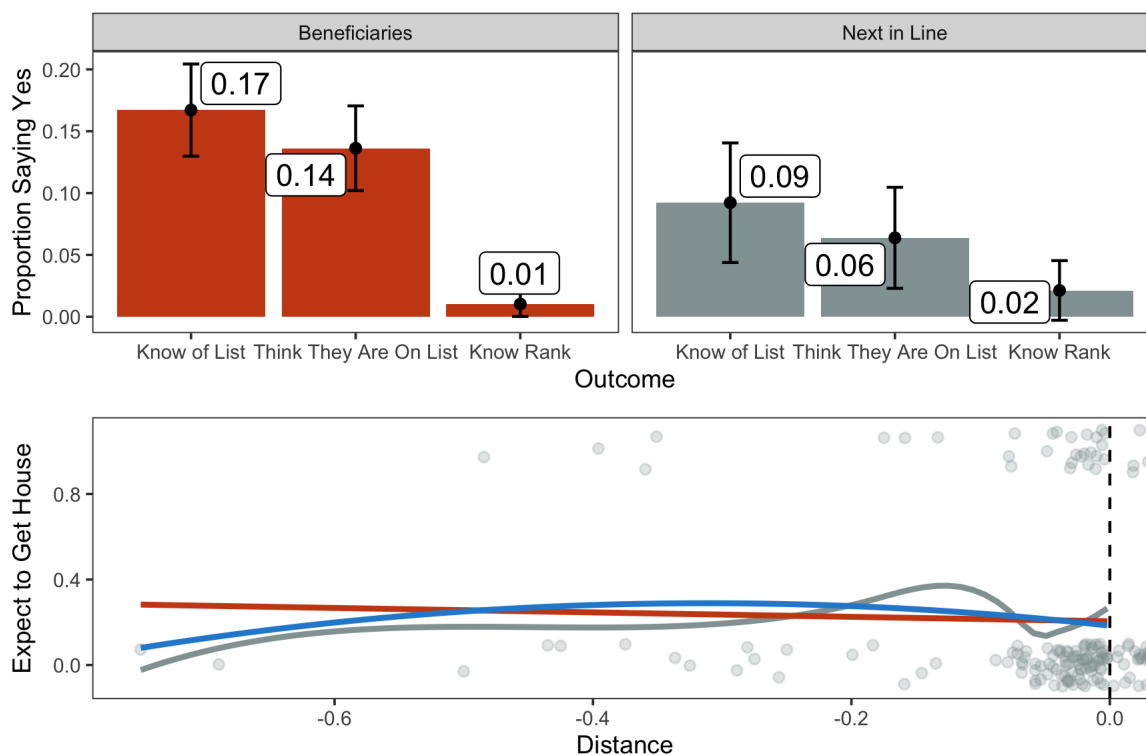 Beneficiaries
Next in Line
Proportion Saying Yes
0.20
0.15
0.10
0.05
0.00
0.17
0.14
0.01
0.09
0.06
0.02
Know of List Think They Are On List Know Rank
Know of List Think They Are On List Know Rank
Outcome
Expect to Get House
0.8
0.4
0.0
-0.6 -0.4 -0.2 0.0
Distance